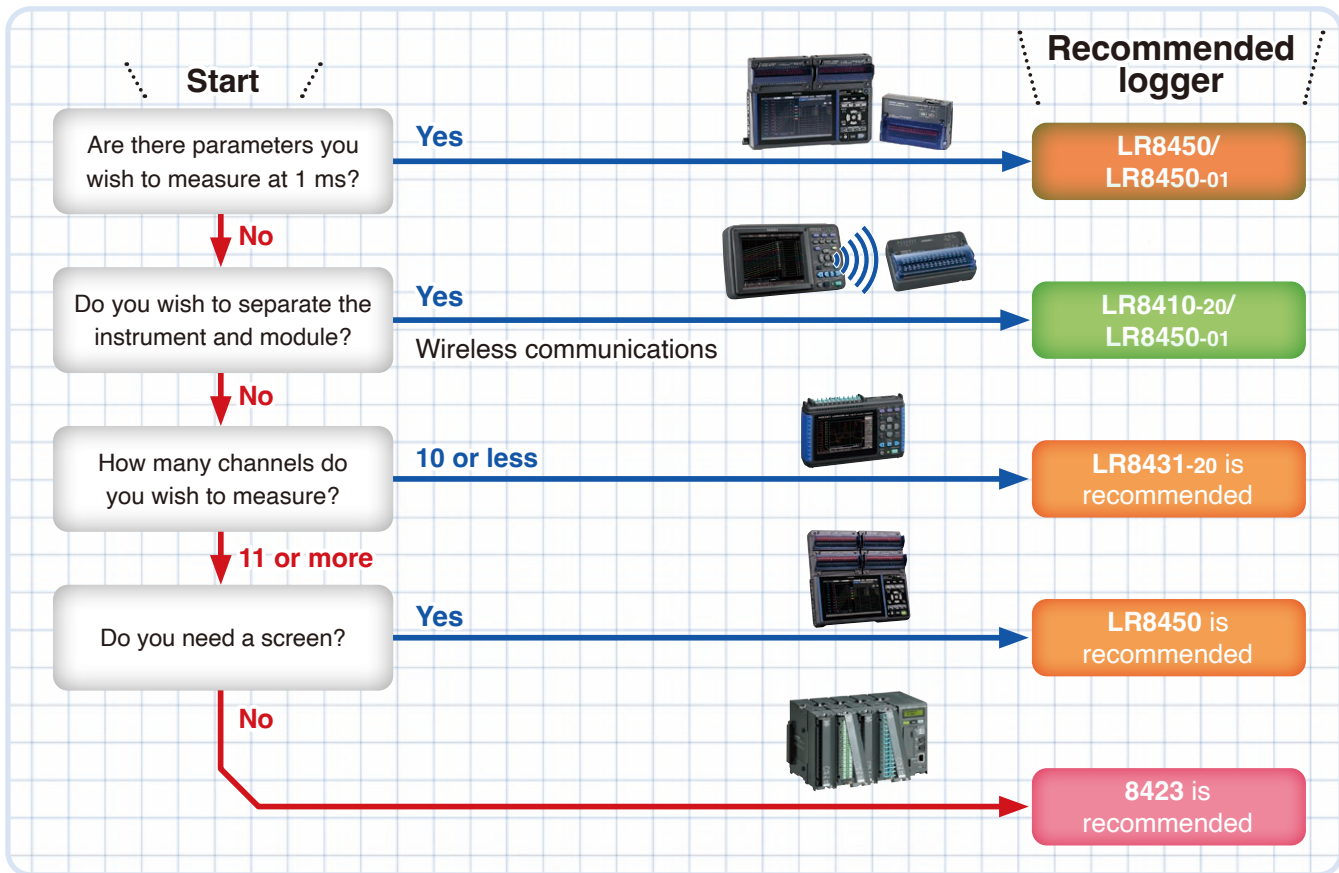 Start
Recommended
logger
Are there parameters you
wish to measure at 1 ms?
Yes
LR8450/
LR8450-01
No
Do you wish to separate the
instrument and module?
Yes
Wireless communications
LR8410-20/
LR8450-01
No
How many channels do
you wish to measure?
10 or less
LR8431-20 is
recommended
11 or more
Do you need a screen?
Yes
LR8450 is
recommended
No
8423 is
recommended